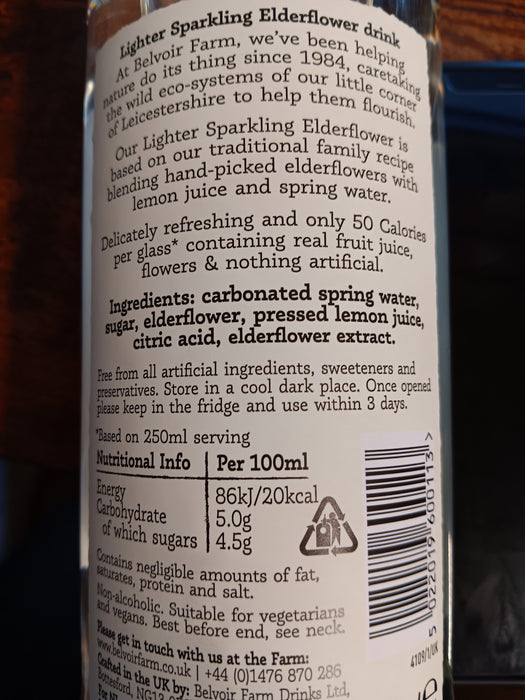 Lighter Sparkling Elderflower drink
At Belvoir Farm, we've been helping
nature do its thing since 1984, caretaking
the wild eco-systems of our little corner
of Leicestershire to help them flourish.
Our Lighter Sparkling Elderflower is
based on our traditional family recipe
blending hand-picked elderflowers with
lemon juice and spring water.
Delicately refreshing and only 50 Calories
per glass* containing real fruit juice,
flowers & nothing artificial.
Ingredients: carbonated spring water,
sugar, elderflower, pressed lemon juice,
citric acid, elderflower extract.
Free from all artificial ingredients, sweeteners and
preservatives. Store in a cool dark place. Once opened
please keep in the fridge and use within 3 days.
*Based on 250ml serving
Nutritional Info Per 100ml
Energy 86kJ/20kcal
Carbohydrate 5.0g
of which sugars 4.5g
Contains negligible amounts of fat,
saturates, protein and salt.
Non-alcoholic. Suitable for vegetarians
and vegans. Best before end, see neck.
Please get in touch with us at the Farm:
www.belvoirfarm.co.uk | +44 (0)1476 870 286
Crafted in the UK by: Belvoir Farm Drinks Ltd,
Bottesford, NG13
5 022019 600113 >
4109/1/UK